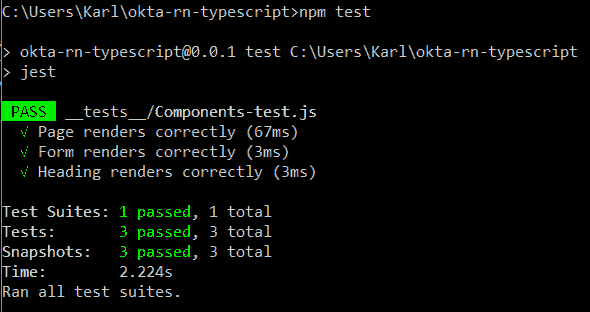 C:\Users\Karl\okta-rn-typescript>npm test
> okta-rn-typescript@0.0.1 test C:\Users\Karl\okta-rn-typescript
> jest
PASS __tests__/Components-test.js
√ Page renders correctly (67ms)
√ Form renders correctly (3ms)
√ Heading renders correctly (3ms)
Test Suites: 1 passed, 1 total
Tests:       3 passed, 3 total
Snapshots:   3 passed, 3 total
Time:        2.224s
Ran all test suites.